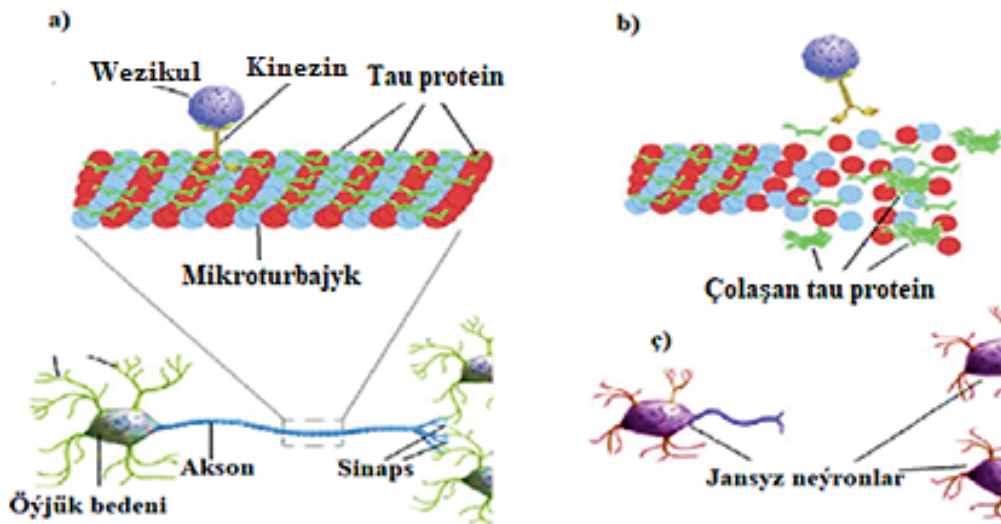 a)
Wezikul
Kinezin
Tau protein
Mikroturbajyk
Akson
Sinaps
Öýjük bedeni
b)
Çolaşan tau protein
ç)
Jansyz neýronlar